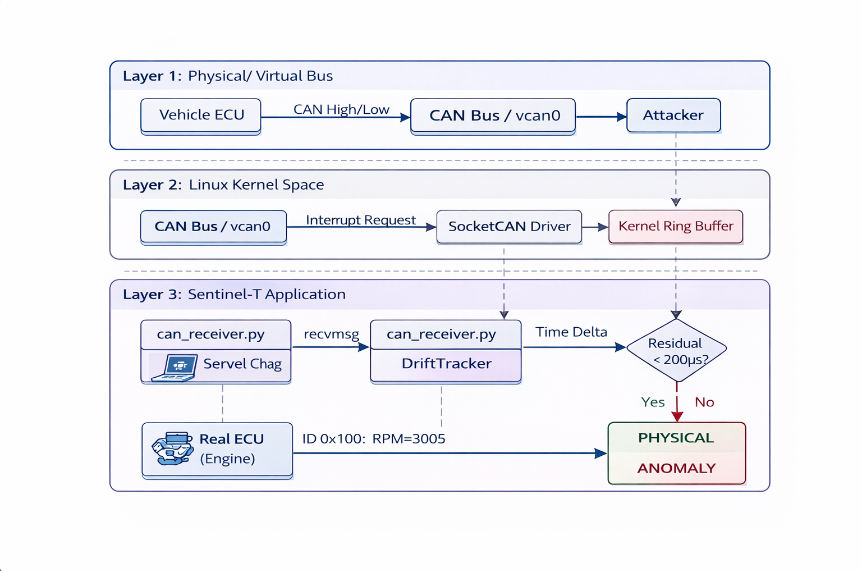 Layer 1: Physical/ Virtual Bus
Vehicle ECU
CAN High/Low
CAN Bus / vcan0
Attacker
Layer 2: Linux Kernel Space
CAN Bus / vcan0
Interrupt Request
SocketCAN Driver
Kernel Ring Buffer
Layer 3: Sentinel-T Application
can_receiver.py
Servel Chag
recvmsg
can_receiver.py
DriftTracker
Time Delta
Residual
< 200µs?
Yes
No
Real ECU
(Engine)
ID 0x100: RPM=3005
PHYSICAL
ANOMALY